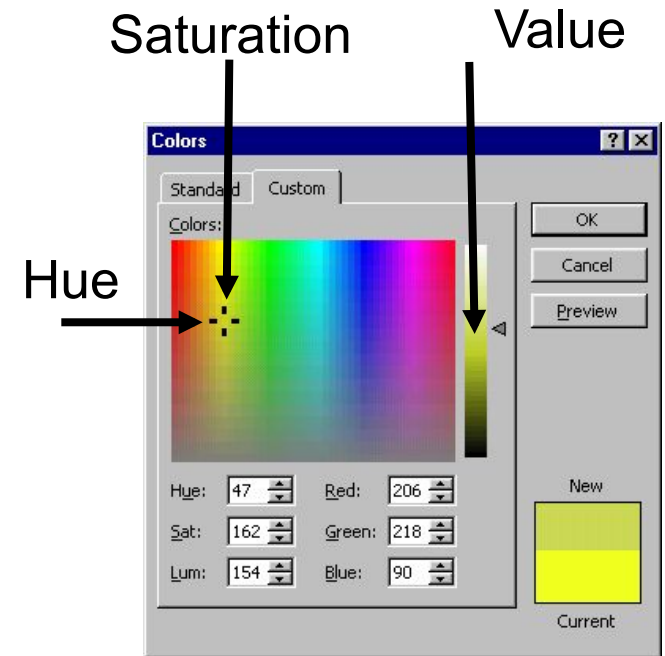 Saturation Value
Colors ? X
Standard Custom
Colors: OK
Hue Cancel
Preview
Hue: 47 Red: 206 New
Sat: 162 Green: 218
Lum: 154 Blue: 90
Current